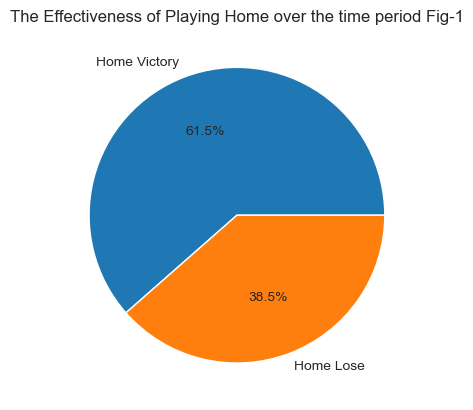 The Effectiveness of Playing Home over the time period Fig-1
Home Victory
61.5%
38.5%
Home Lose